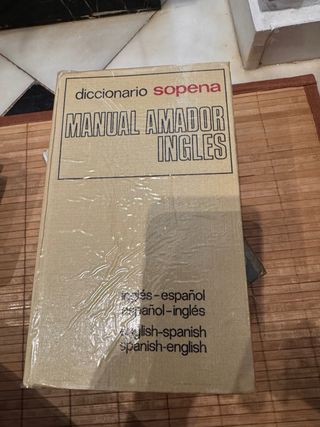 diccionario sopena
MANUAL AMADOR
INGLES
inglés-español
español-inglés
english-spanish
spanish-english